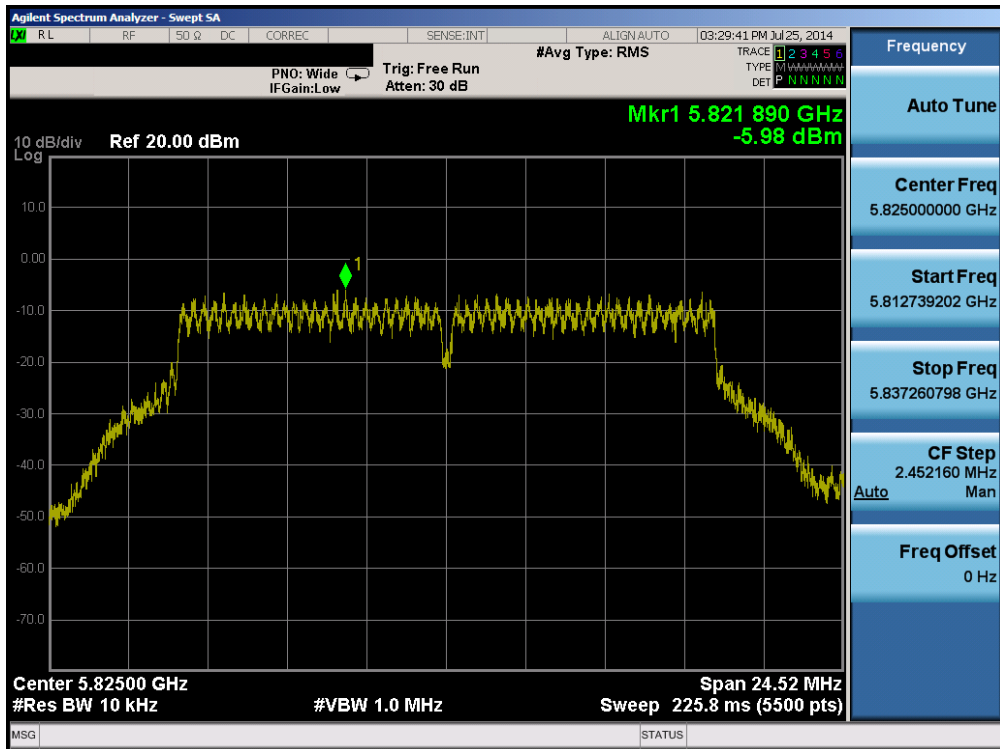 Agilent Spectrum Analyzer - Swept SA
LXI RL RF 50 Ω DC CORREC SENSE:INT ALIGN AUTO 03:29:41 PM Jul 25, 2014
#Avg Type: RMS TRACE 1 2 3 4 5 6
PNO: Wide Trig: Free Run TYPE M
IFGain:Low Atten: 30 dB DET P N N N N N
Mkr1 5.821 890 GHz
-5.98 dBm
10 dB/div Ref 20.00 dBm
Log
10.0
0.00
1
-10.0
-20.0
-30.0
-40.0
-50.0
-60.0
-70.0
Center 5.82500 GHz Span 24.52 MHz
#Res BW 10 kHz #VBW 1.0 MHz Sweep 225.8 ms (5500 pts)
MSG STATUS
Frequency
Auto Tune
Center Freq
5.825000000 GHz
Start Freq
5.812739202 GHz
Stop Freq
5.837260798 GHz
CF Step
2.452160 MHz
Auto Man
Freq Offset
0 Hz